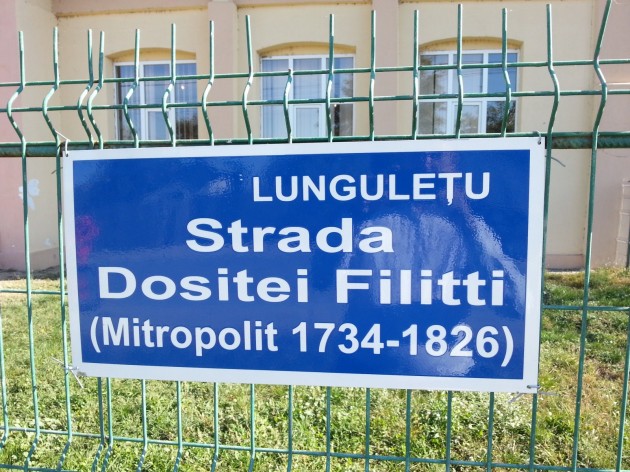 LUNGULEȚU
Strada
Dositei Filitti
(Mitropolit 1734-1826)